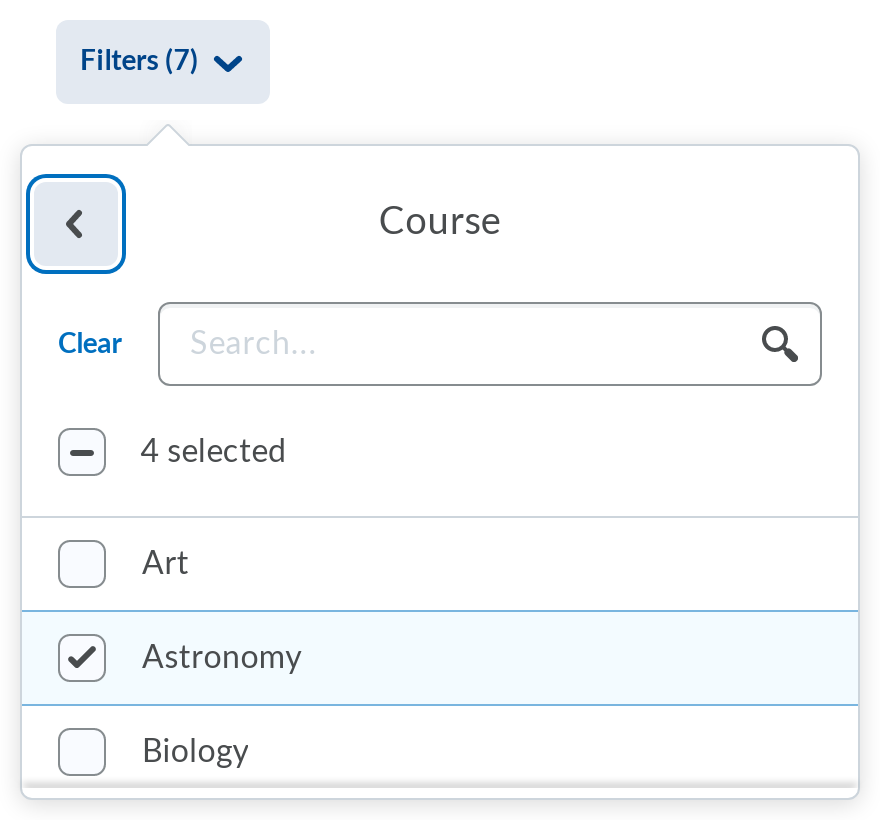 Filters (7)
Course
Clear
Search...
4 selected
Art
Astronomy
Biology